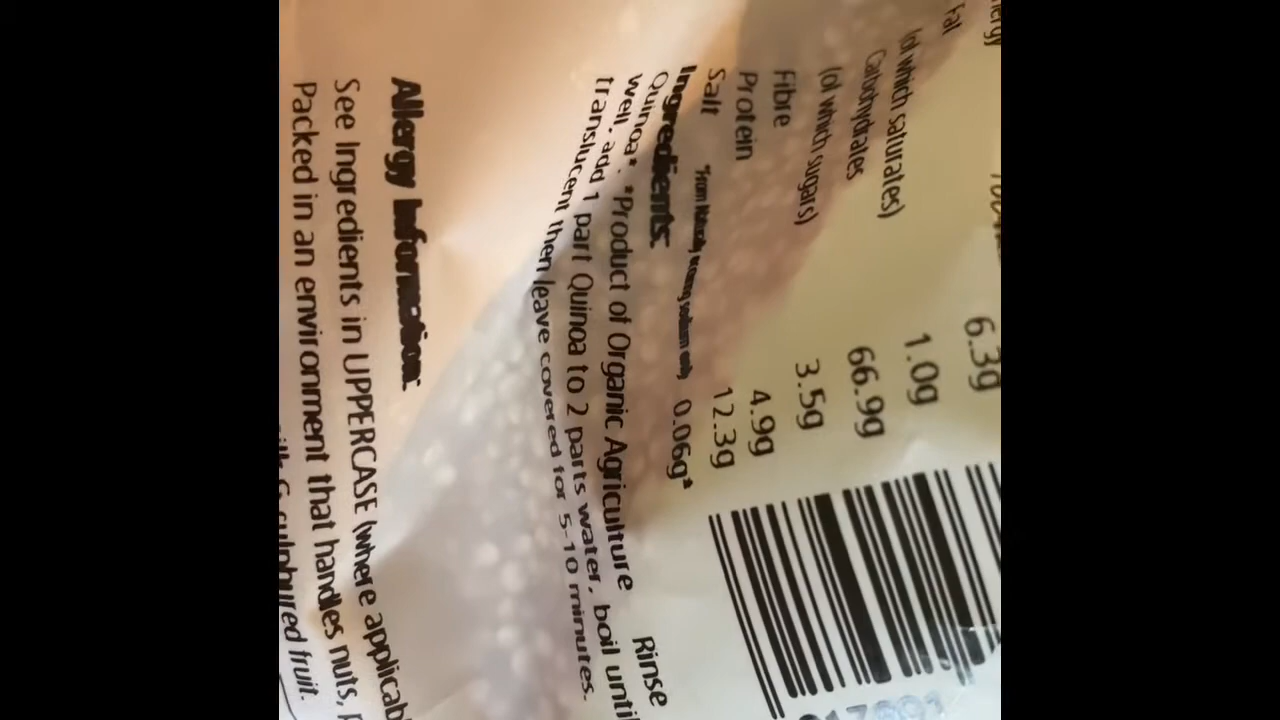 Fat
(of which saturates) 6.3g
Carbohydrates 1.0g
(of which sugars) 66.9g
Fibre 3.5g
Protein 4.9g
Salt 12.3g
*from Naturally occurring sodium only 0.06g*
Ingredients:
Quinoa*. *Product of Organic Agriculture Rinse
well, add 1 part Quinoa to 2 parts water, boil until
translucent then leave covered for 5-10 minutes.
Allergy Information:
See Ingredients in UPPERCASE (where
Packed in an environment that handles nuts,
sulphured fruit.